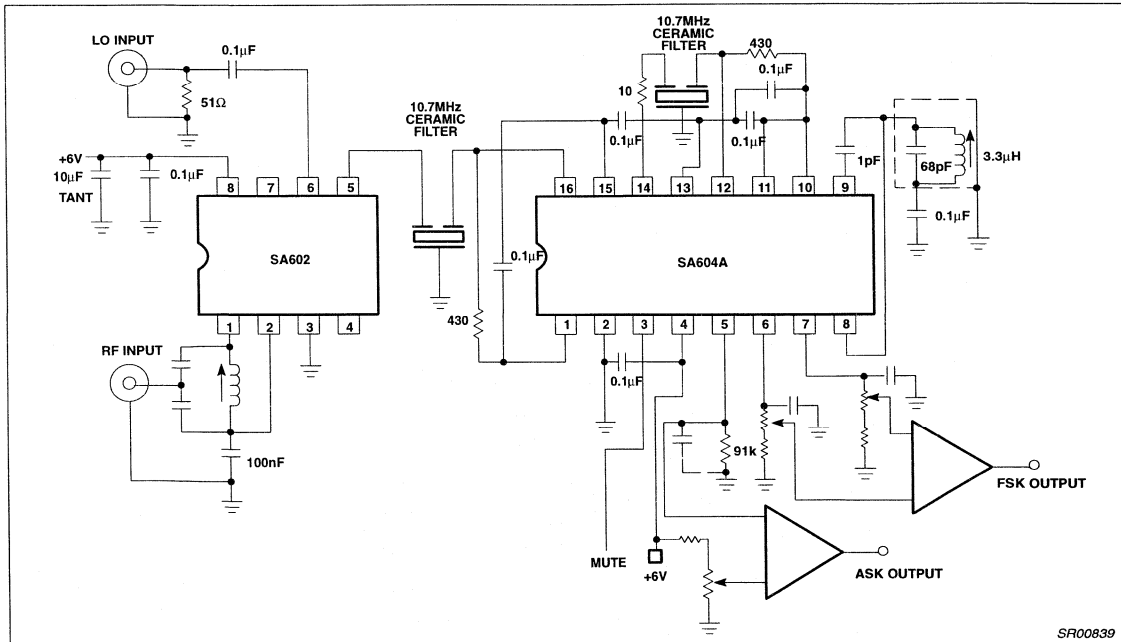 LO INPUT
0.1µF
51Ω
+6V
10µF
TANT
0.1µF
8
7
6
5
SA602
1
2
3
4
RF INPUT
100nF
10.7MHz
CERAMIC
FILTER
430
0.1µF
10.7MHz
CERAMIC
FILTER
10
430
0.1µF
0.1µF
0.1µF
16
15
14
13
12
11
10
9
SA604A
1
2
3
4
5
6
7
8
1pF
68pF
3.3µH
0.1µF
0.1µF
91k
MUTE
+6V
FSK OUTPUT
ASK OUTPUT
SR00839